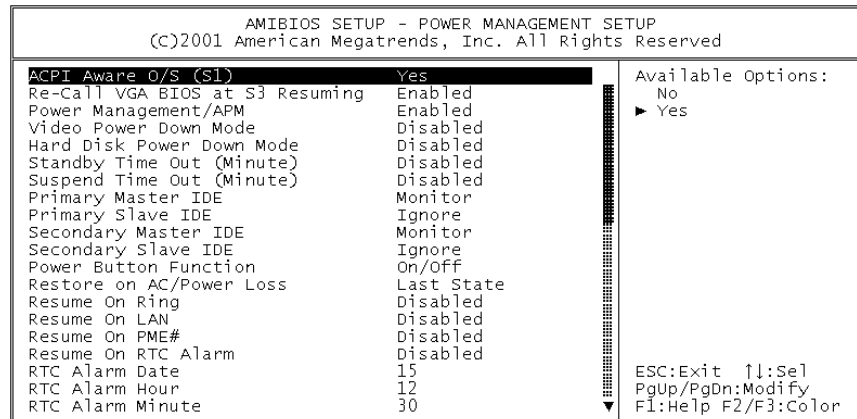 AMIBIOS SETUP - POWER MANAGEMENT SETUP
(C)2001 American Megatrends, Inc. All Rights Reserved
ACPI Aware O/S (S1) Yes
Re-Call VGA BIOS at S3 Resuming Enabled
Power Management/APM Enabled
Video Power Down Mode Disabled
Hard Disk Power Down Mode Disabled
Standby Time Out (Minute) Disabled
Suspend Time Out (Minute) Disabled
Primary Master IDE Monitor
Primary Slave IDE Ignore
Secondary Master IDE Monitor
Secondary Slave IDE Ignore
Power Button Function On/Off
Restore on AC/Power Loss Last State
Resume On Ring Disabled
Resume On LAN Disabled
Resume On PME# Disabled
Resume On RTC Alarm Disabled
RTC Alarm Date 15
RTC Alarm Hour 12
RTC Alarm Minute 30
Available Options:
No
► Yes
ESC:Exit ↑↓:Sel
PgUp/PgDn:Modify
F1:Help F2/F3:Color